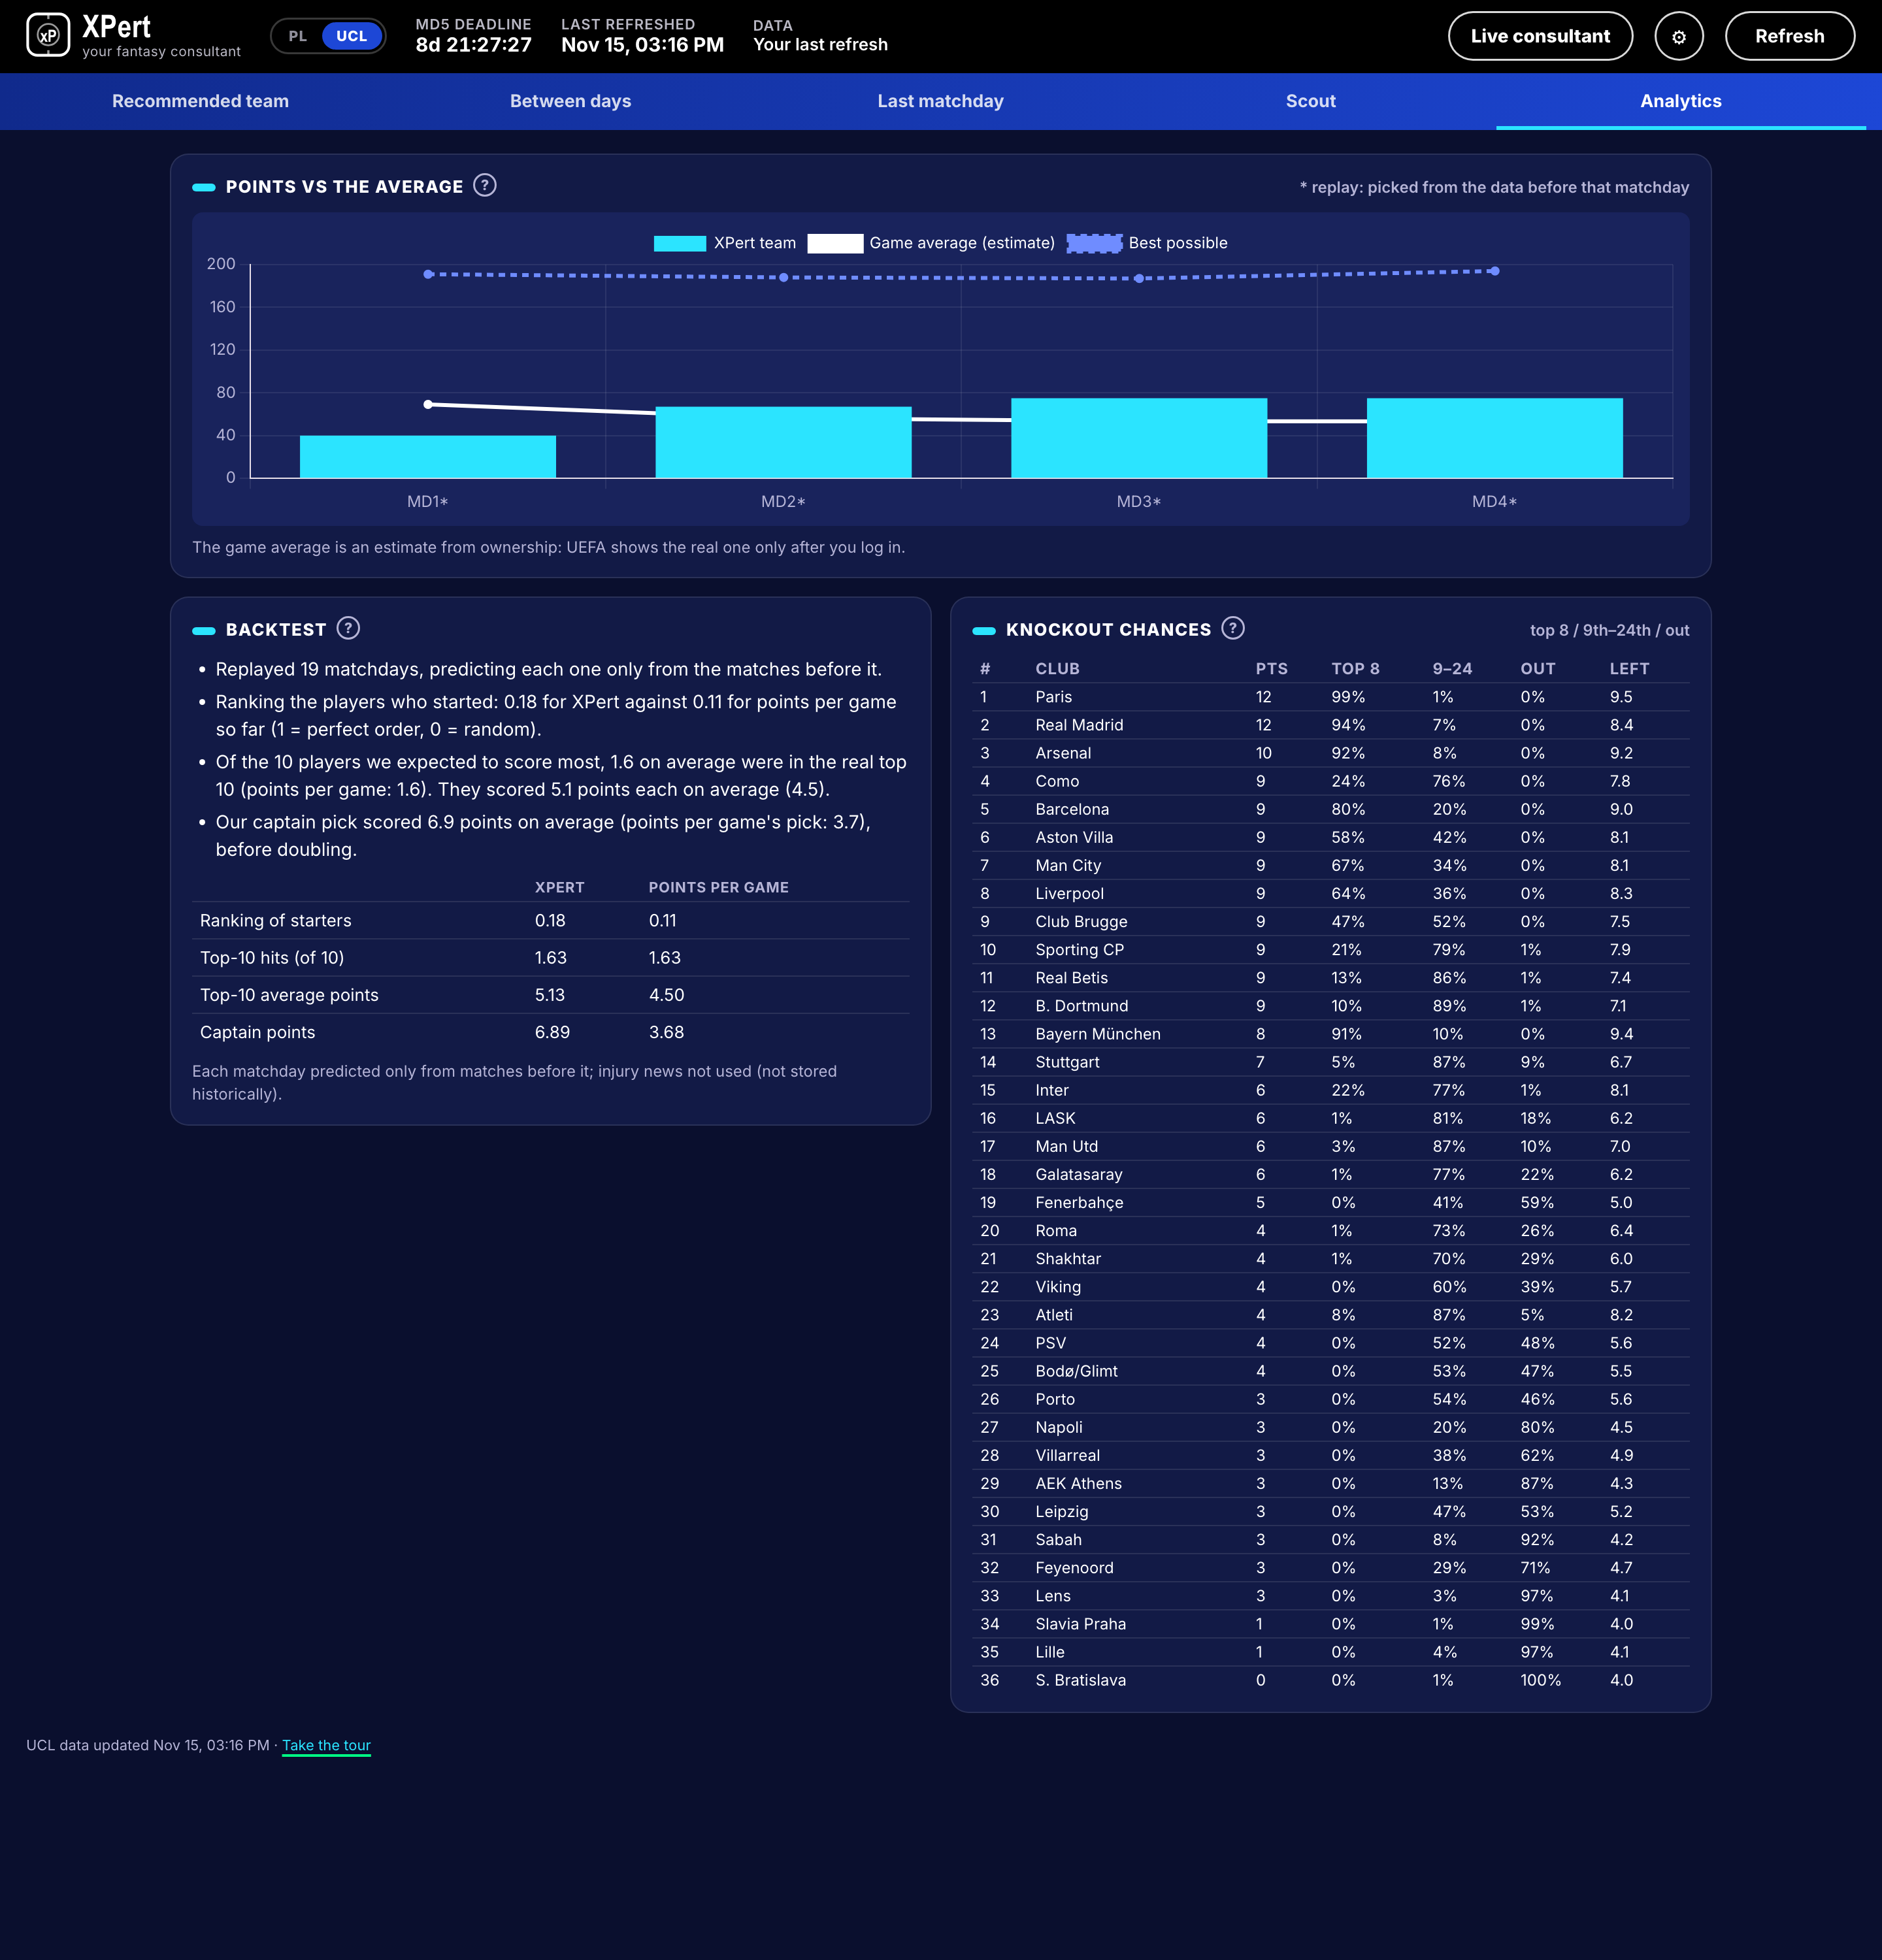 xP
XPert
your fantasy consultant
PL UCL
MD5 DEADLINE
8d 21:27:27
LAST REFRESHED
Nov 15, 03:16 PM
DATA
Your last refresh
Live consultant
⚙
Refresh
Recommended team Between days Last matchday Scout Analytics
POINTS VS THE AVERAGE ?
* replay: picked from the data before that matchday
XPert team Game average (estimate) Best possible
200
160
120
80
40
0
MD1* MD2* MD3* MD4*
The game average is an estimate from ownership: UEFA shows the real one only after you log in.
BACKTEST ?
• Replayed 19 matchdays, predicting each one only from the matches before it.
• Ranking the players who started: 0.18 for XPert against 0.11 for points per game
so far (1 = perfect order, 0 = random).
• Of the 10 players we expected to score most, 1.6 on average were in the real top
10 (points per game: 1.6). They scored 5.1 points each on average (4.5).
• Our captain pick scored 6.9 points on average (points per game's pick: 3.7),
before doubling.
XPERT POINTS PER GAME
Ranking of starters 0.18 0.11
Top-10 hits (of 10) 1.63 1.63
Top-10 average points 5.13 4.50
Captain points 6.89 3.68
Each matchday predicted only from matches before it; injury news not used (not stored
historically).
KNOCKOUT CHANCES ?
top 8 / 9th–24th / out
# CLUB PTS TOP 8 9–24 OUT LEFT
1 Paris 12 99% 1% 0% 9.5
2 Real Madrid 12 94% 7% 0% 8.4
3 Arsenal 10 92% 8% 0% 9.2
4 Como 9 24% 76% 0% 7.8
5 Barcelona 9 80% 20% 0% 9.0
6 Aston Villa 9 58% 42% 0% 8.1
7 Man City 9 67% 34% 0% 8.1
8 Liverpool 9 64% 36% 0% 8.3
9 Club Brugge 9 47% 52% 0% 7.5
10 Sporting CP 9 21% 79% 1% 7.9
11 Real Betis 9 13% 86% 1% 7.4
12 B. Dortmund 9 10% 89% 1% 7.1
13 Bayern München 8 91% 10% 0% 9.4
14 Stuttgart 7 5% 87% 9% 6.7
15 Inter 6 22% 77% 1% 8.1
16 LASK 6 1% 81% 18% 6.2
17 Man Utd 6 3% 87% 10% 7.0
18 Galatasaray 6 1% 77% 22% 6.2
19 Fenerbahçe 5 0% 41% 59% 5.0
20 Roma 4 1% 73% 26% 6.4
21 Shakhtar 4 1% 70% 29% 6.0
22 Viking 4 0% 60% 39% 5.7
23 Atleti 4 8% 87% 5% 8.2
24 PSV 4 0% 52% 48% 5.6
25 Bodø/Glimt 4 0% 53% 47% 5.5
26 Porto 3 0% 54% 46% 5.6
27 Napoli 3 0% 20% 80% 4.5
28 Villarreal 3 0% 38% 62% 4.9
29 AEK Athens 3 0% 13% 87% 4.3
30 Leipzig 3 0% 47% 53% 5.2
31 Sabah 3 0% 8% 92% 4.2
32 Feyenoord 3 0% 29% 71% 4.7
33 Lens 3 0% 3% 97% 4.1
34 Slavia Praha 1 0% 1% 99% 4.0
35 Lille 1 0% 4% 97% 4.1
36 S. Bratislava 0 0% 1% 100% 4.0
UCL data updated Nov 15, 03:16 PM · Take the tour